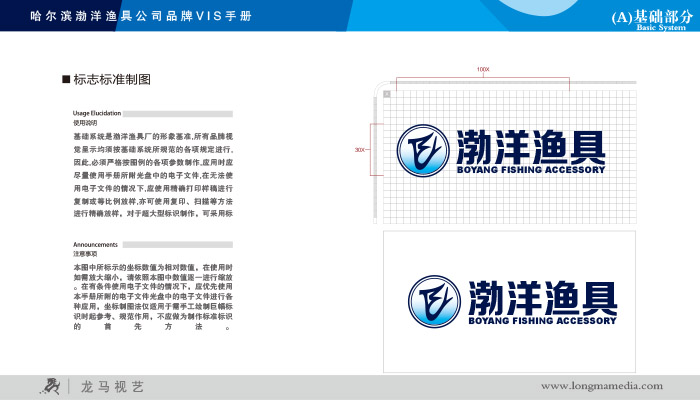 哈尔滨渤洋渔具公司品牌VIS手册
(A)基础部分
Basic System
■ 标志标准制图
Usage Elucidation
使用说明
基础系统是渤洋渔具厂的形象基准,所有品牌视
觉显示均须按基础系统所规范的各项规定进行,
因此,必须严格按图例的各项参数制作,应用时应
尽量使用手册所附光盘中的电子文件,在无法使
用电子文件的情况下,应使用精确打印样稿进行
复制或等比例放样,亦可使用复印、扫描等方法
进行精确放样。对于超大型标识制作。可采用标
Announcements
注意事项
本图中所标示的坐标数值为相对数值。在使用时
如需放大缩小。请依照本图中数值逐一进行缩放
。在有条件使用电子文件的情况下。应优先使用
本手册所附的电子文件光盘中的电子文件进行各
种应用。坐标制图法仅适用于需手工绘制巨幅标
识时起参考、规范作用。不应做为制作标准标识
的首先方法。
100X
30X
渤洋渔具
BOYANG FISHING ACCESSORY
渤洋渔具
BOYANG FISHING ACCESSORY
龙马视艺
www.longmamedia.com